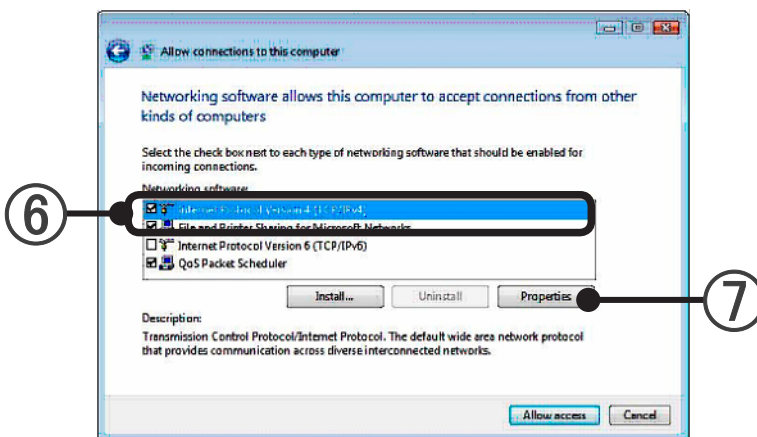 Allow connections to this computer
Networking software allows this computer to accept connections from other
kinds of computers
Select the check box next to each type of networking software that should be enabled for
incoming connections.
Networking software:
⑥
Internet Protocol Version 4 (TCP/IPv4)
File and Printer Sharing for Microsoft Networks
Internet Protocol Version 6 (TCP/IPv6)
QoS Packet Scheduler
Install... Uninstall Properties
⑦
Description:
Transmission Control Protocol/Internet Protocol. The default wide area network protocol
that provides communication across diverse interconnected networks.
Allow access Cancel